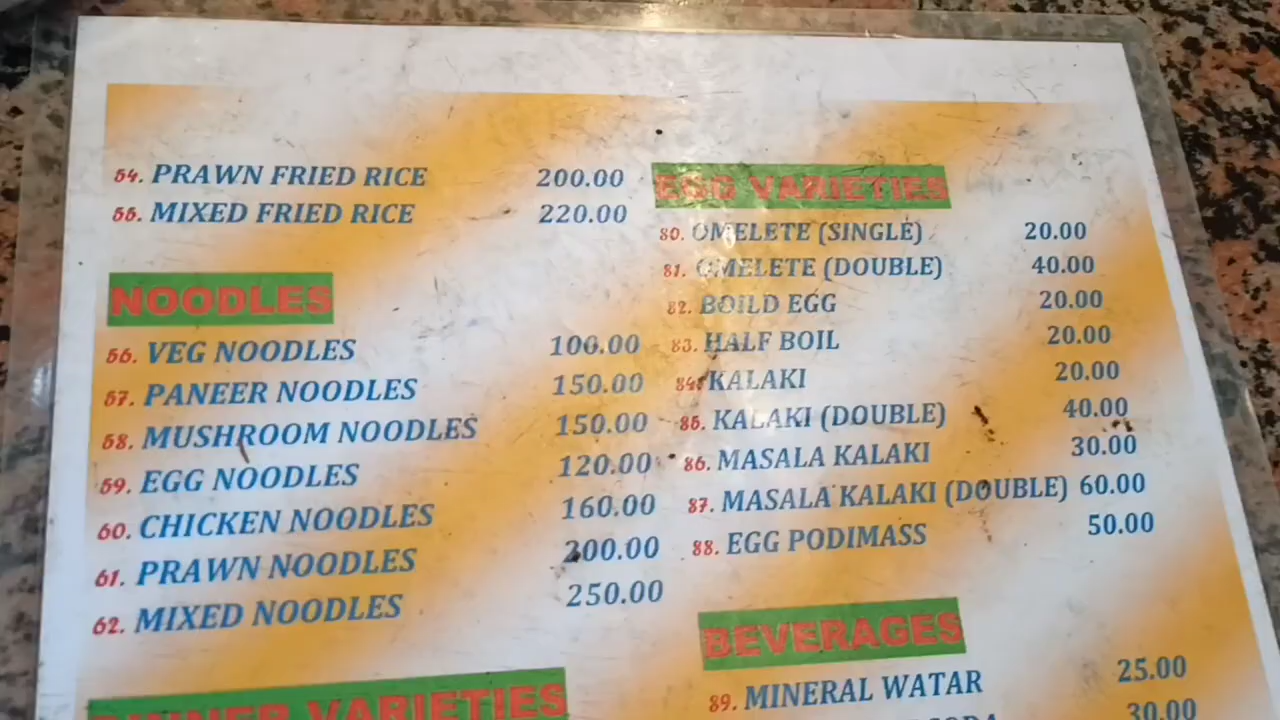 54. PRAWN FRIED RICE 200.00
55. MIXED FRIED RICE 220.00
NOODLES
56. VEG NOODLES 100.00
57. PANEER NOODLES 150.00
58. MUSHROOM NOODLES 150.00
59. EGG NOODLES 120.00
60. CHICKEN NOODLES 160.00
61. PRAWN NOODLES 200.00
62. MIXED NOODLES 250.00
DINNER VARIETIES
EGG VARIETIES
80. OMELETE (SINGLE) 20.00
81. OMELETE (DOUBLE) 40.00
82. BOILD EGG 20.00
83. HALF BOIL 20.00
84. KALAKI 20.00
85. KALAKI (DOUBLE) 40.00
86. MASALA KALAKI 30.00
87. MASALA KALAKI (DOUBLE) 60.00
88. EGG PODIMASS 50.00
BEVERAGES
89. MINERAL WATAR 25.00
SODA 30.00